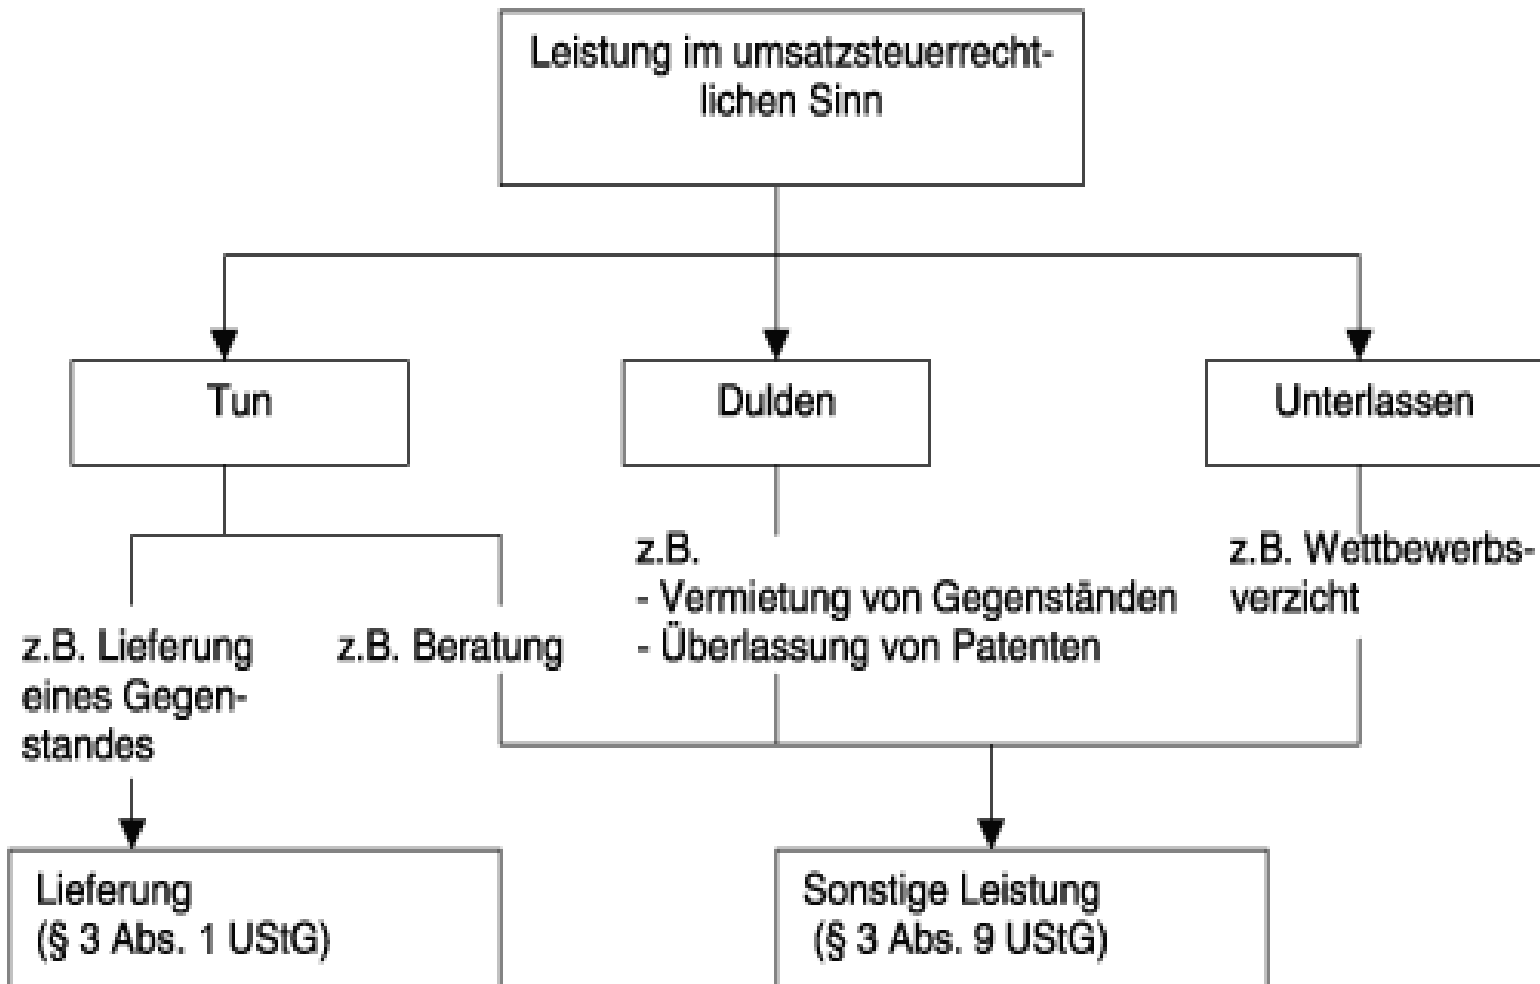 Leistung im umsatzsteuerrecht-
lichen Sinn
Tun
Dulden
Unterlassen
z.B. Lieferung
eines Gegen-
standes
z.B. Beratung
z.B.
- Vermietung von Gegenständen
- Überlassung von Patenten
z.B. Wettbewerbs-
verzicht
Lieferung
(§ 3 Abs. 1 UStG)
Sonstige Leistung
(§ 3 Abs. 9 UStG)